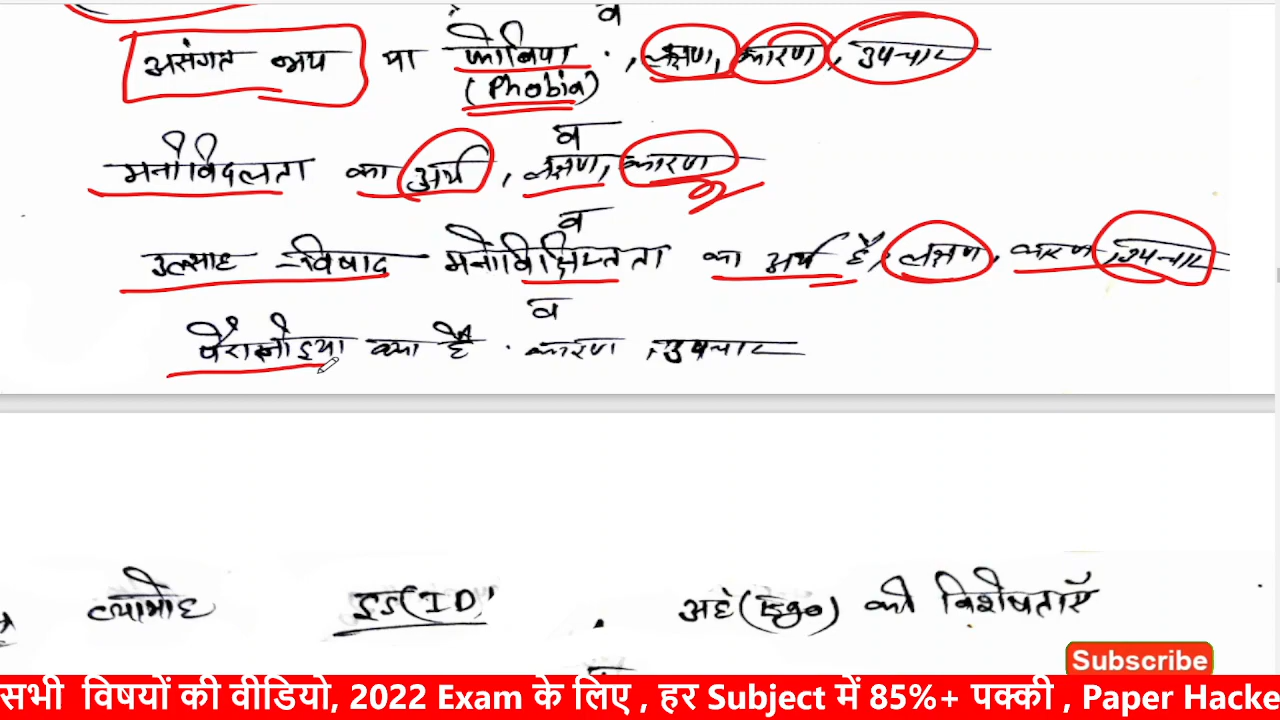 व
असंगत भय या फोबिया . , लक्षण, कारण, उपचार
(Phobia)
व
मनोविदलता का अर्थ , लक्षण, कारण
व
उत्साह - विषाद मनोविक्षिप्तता का अर्थ है, लक्षण, कारण, उपचार
व
पैरानोइया क्या है . कारण , उपचार
व्यामोह इड(ID) . अहं (Ego) की विशेषताएँ
Subscribe
सभी विषयों की वीडियो, 2022 Exam के लिए , हर Subject में 85%+ पक्की , Paper Hacke